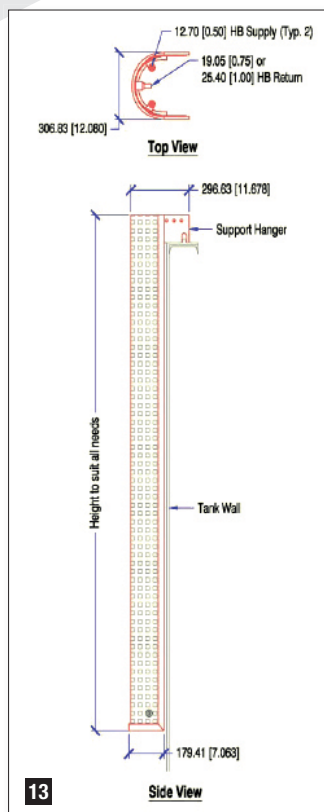 12.70 [0.50] HB Supply (Typ. 2)
19.05 [0.75] or
25.40 [1.00] HB Return
306.83 [12.080]
Top View
296.63 [11.678]
Support Hanger
Height to suit all needs
Tank Wall
179.41 [7.063]
13
Side View